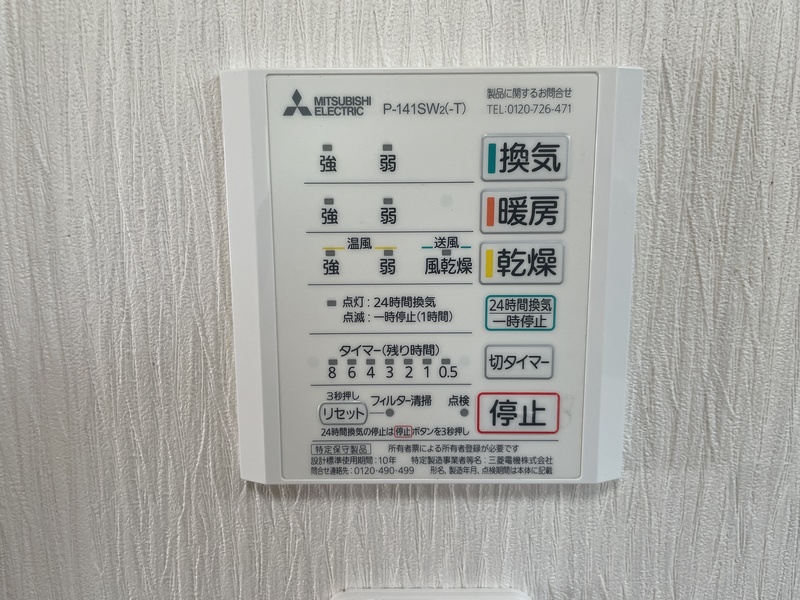 MITSUBISHI ELECTRIC P-141SW2(-T)
製品に関するお問合せ
TEL:0120-726-471
強 弱 換気
強 弱 暖房
温風 送風
強 弱 風乾燥 乾燥
点灯:24時間換気
点滅:一時停止(1時間)
24時間換気
一時停止
タイマー(残り時間)
8 6 4 3 2 1 0.5
切タイマー
3秒押し
リセット フィルター清掃 点検
停止
24時間換気の停止は停止ボタンを3秒押し
特定保守製品 所有者票による所有者登録が必要です
設計標準使用期間:10年 特定製造事業者等名:三菱電機株式会社
問合せ連絡先:0120-490-499 形名、製造年月、点検期間は本体に記載